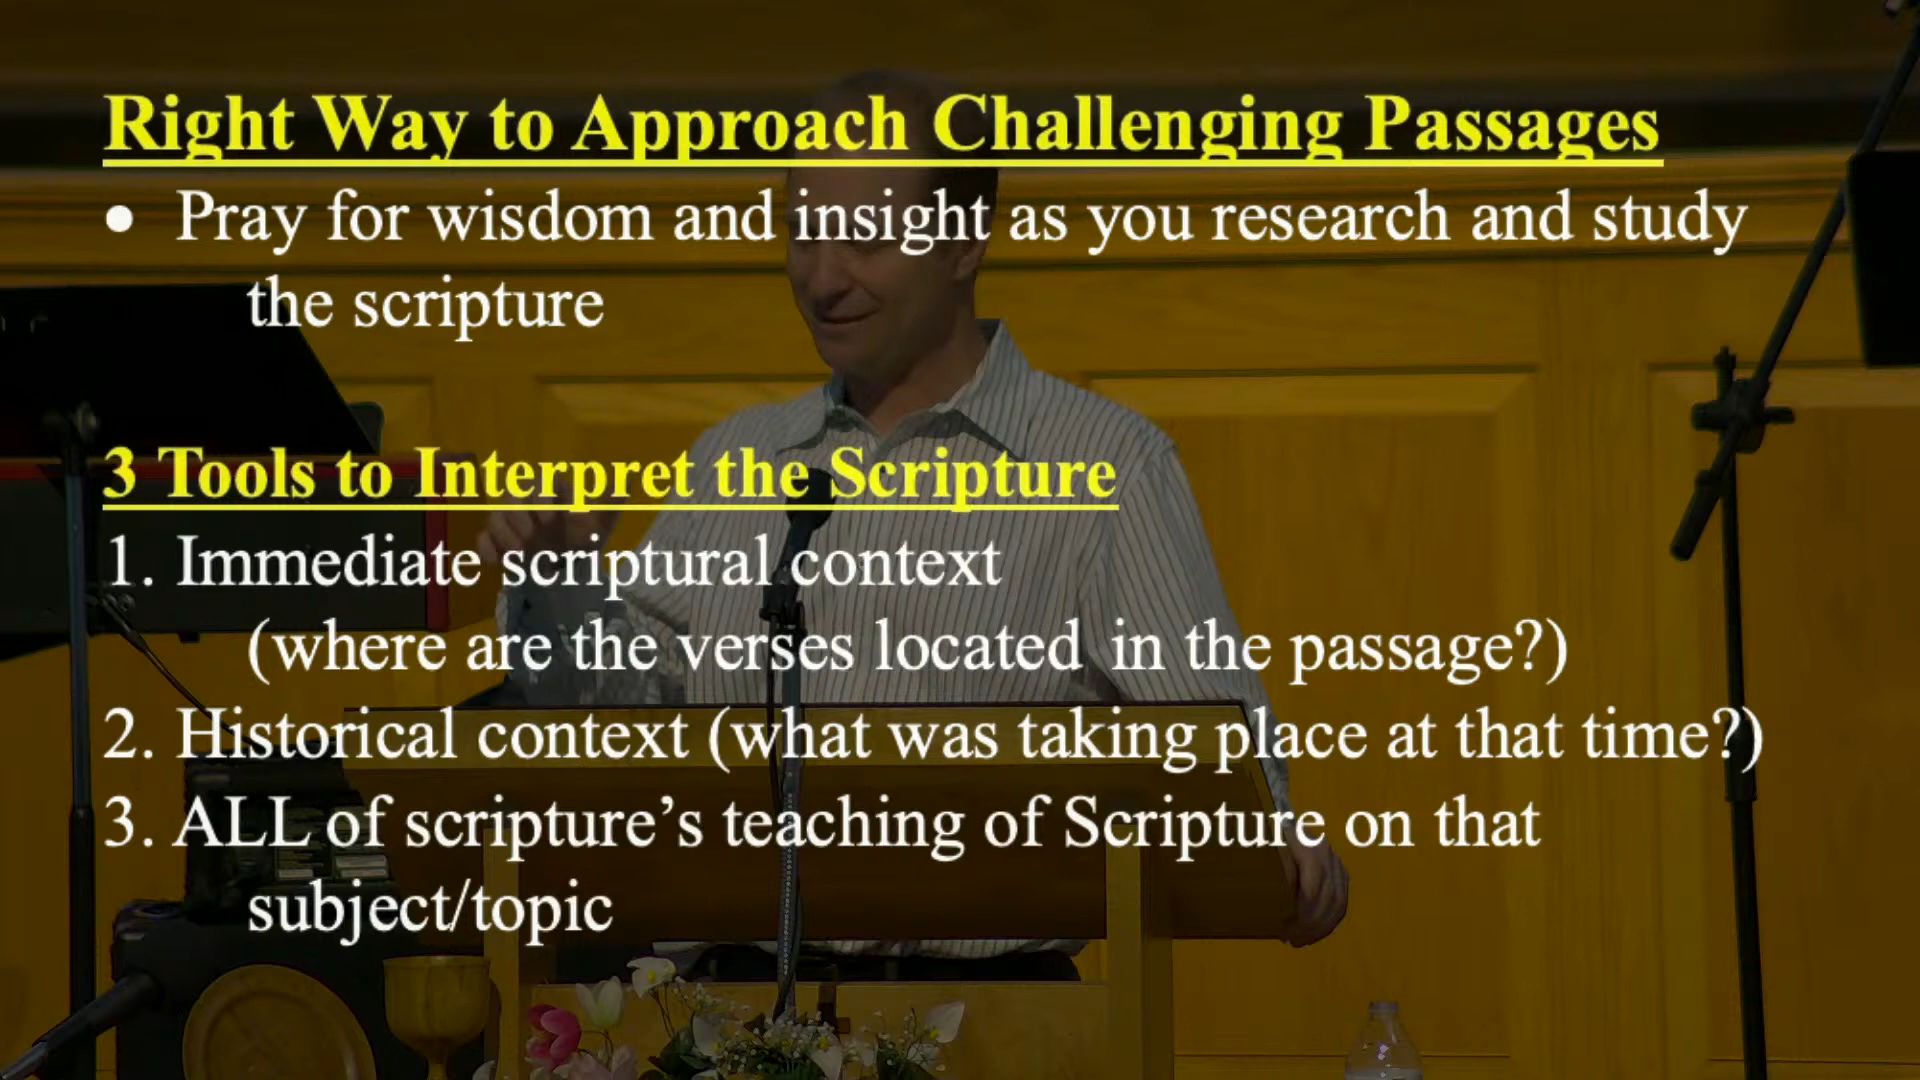 Right Way to Approach Challenging Passages
• Pray for wisdom and insight as you research and study
the scripture
3 Tools to Interpret the Scripture
1. Immediate scriptural context
(where are the verses located in the passage?)
2. Historical context (what was taking place at that time?)
3. ALL of scripture’s teaching of Scripture on that
subject/topic